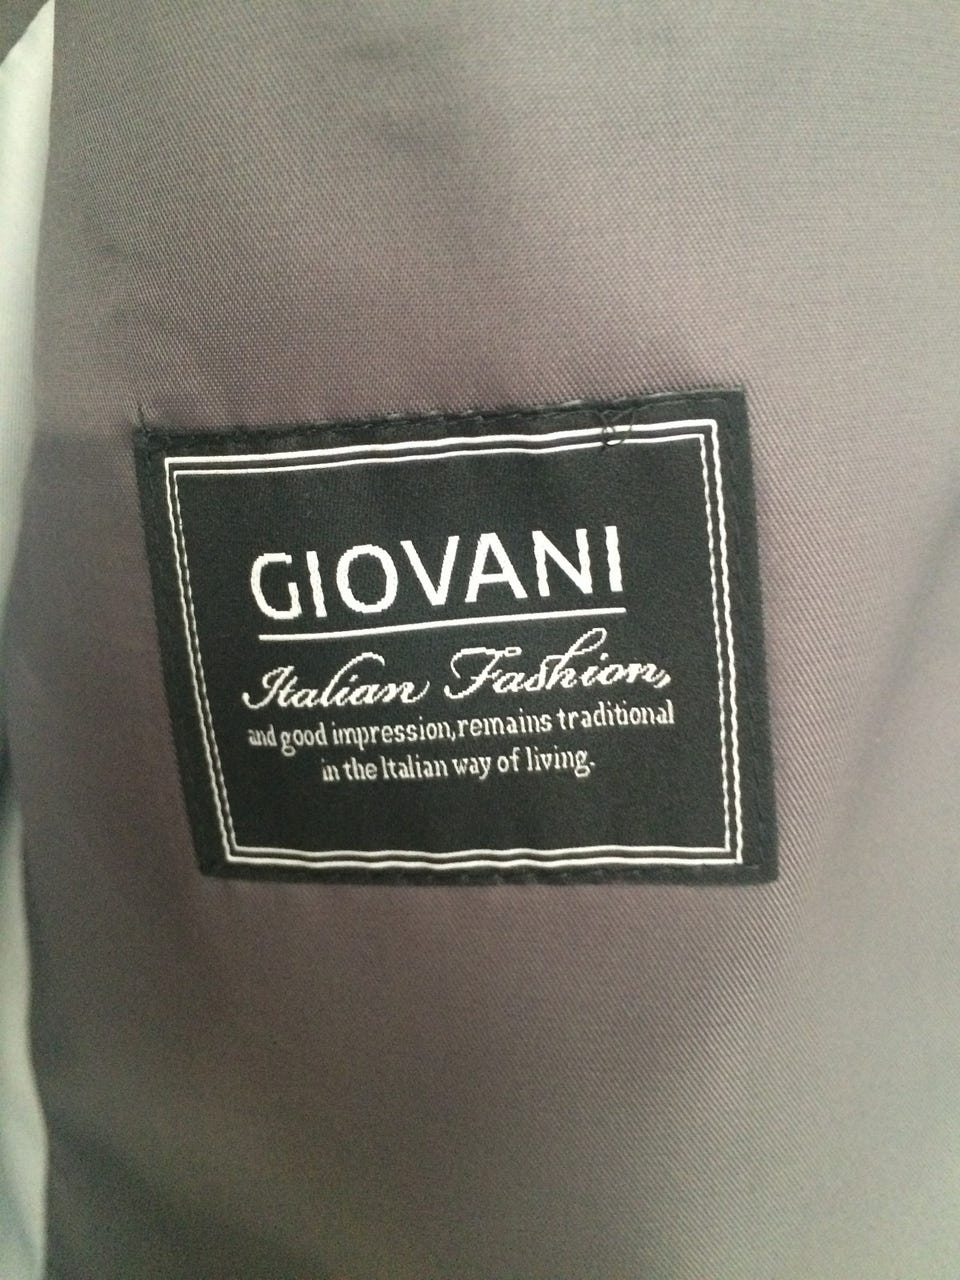 GIOVANI
Italian Fashion,
and good impression,remains traditional
in the Italian way of living.